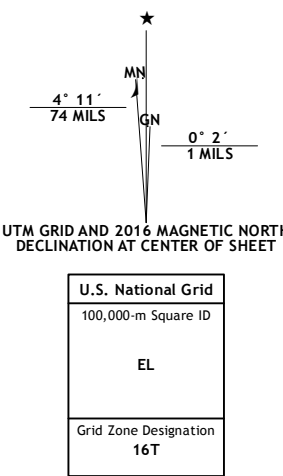 ★
MN
4° 11´
74 MILS
GN
0° 2´
1 MILS
UTM GRID AND 2016 MAGNETIC NORTH
DECLINATION AT CENTER OF SHEET
U.S. National Grid
100,000-m Square ID
EL
Grid Zone Designation
16T